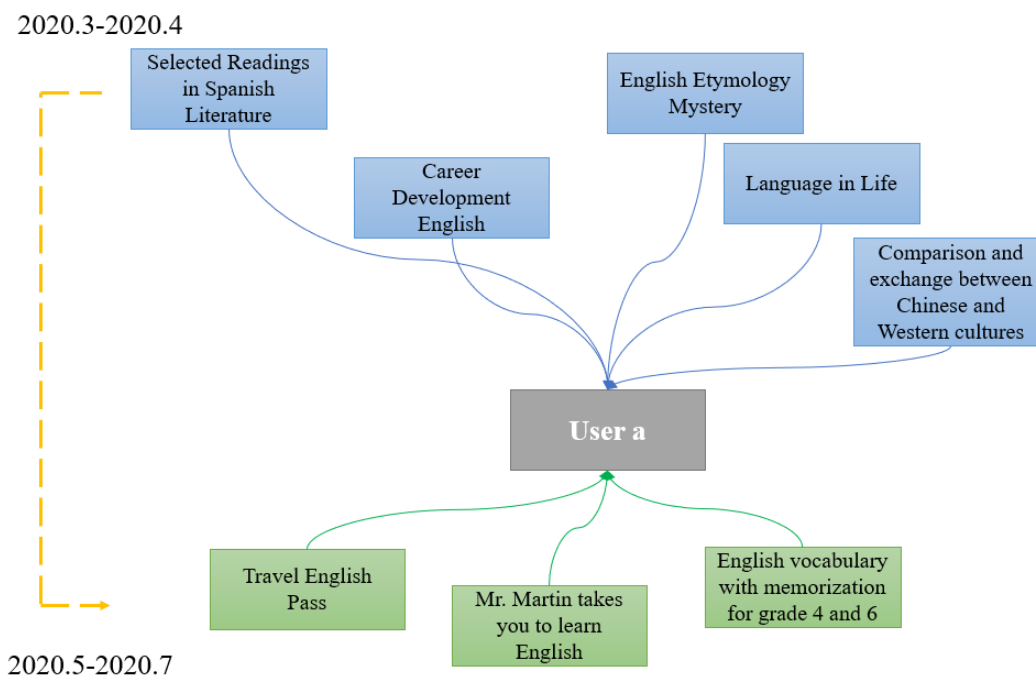 2020.3-2020.4
Selected Readings
in Spanish
Literature
English Etymology
Mystery
Career
Development
English
Language in Life
Comparison and
exchange between
Chinese and
Western cultures
User a
Travel English
Pass
Mr. Martin takes
you to learn
English
English vocabulary
with memorization
for grade 4 and 6
2020.5-2020.7